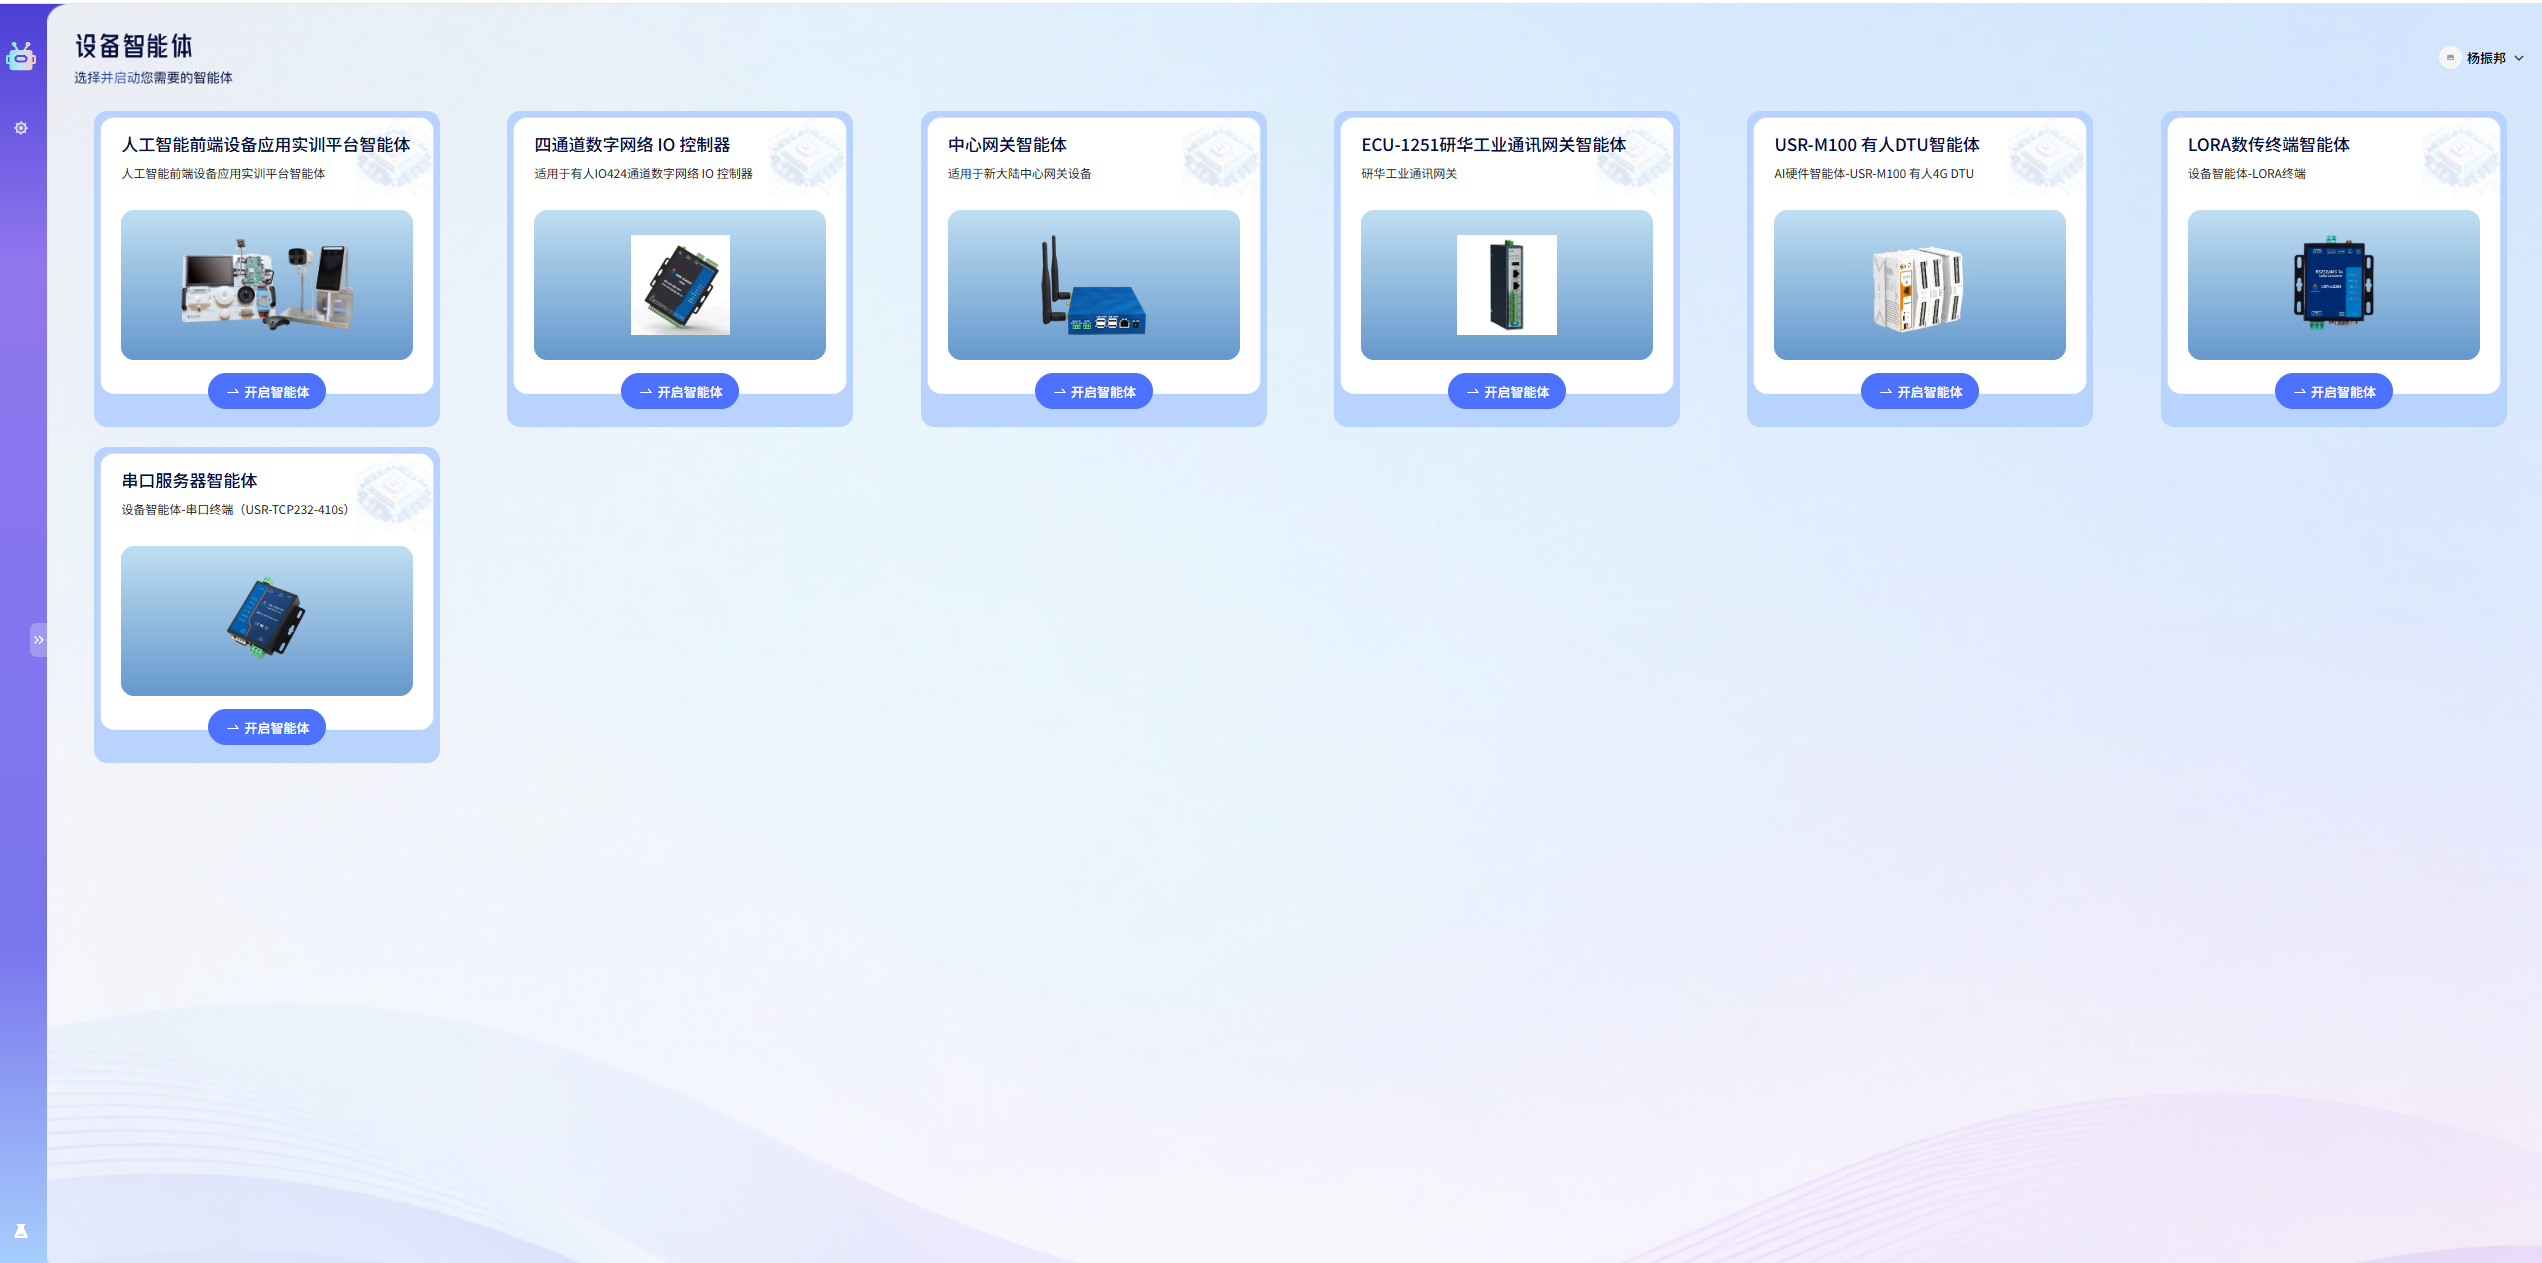 设备智能体
选择并启动您需要的智能体
杨振邦
人工智能前端设备应用实训平台智能体
人工智能前端设备应用实训平台智能体
开启智能体
四通道数字网络 IO 控制器
适用于有人IO424通道数字网络 IO 控制器
开启智能体
中心网关智能体
适用于新大陆中心网关设备
开启智能体
ECU-1251研华工业通讯网关智能体
研华工业通讯网关
开启智能体
USR-M100 有人DTU智能体
AI硬件智能体-USR-M100 有人4G DTU
开启智能体
LORA数传终端智能体
设备智能体-LORA终端
开启智能体
串口服务器智能体
设备智能体-串口终端（USR-TCP232-410s）
开启智能体